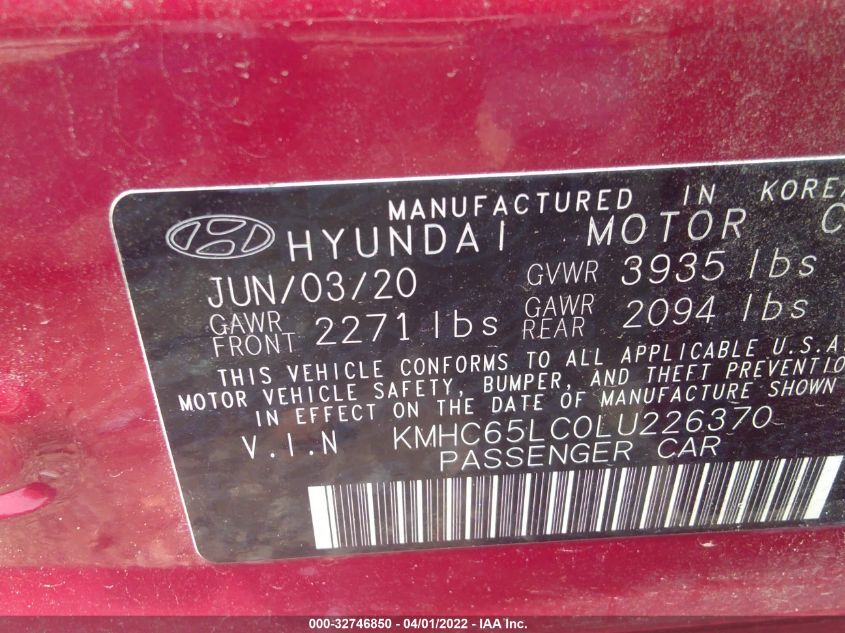 MANUFACTURED IN KOREA
HYUNDAI MOTOR C
JUN/03/20 GVWR 3935 lbs
GAWR FRONT 2271 lbs GAWR REAR 2094 lbs
THIS VEHICLE CONFORMS TO ALL APPLICABLE U.S.A
MOTOR VEHICLE SAFETY, BUMPER, AND THEFT PREVENTIO
IN EFFECT ON THE DATE OF MANUFACTURE SHOWN
V.I.N KMHC65LC0LU226370
PASSENGER CAR
000-32746850 - 04/01/2022 - IAA Inc.